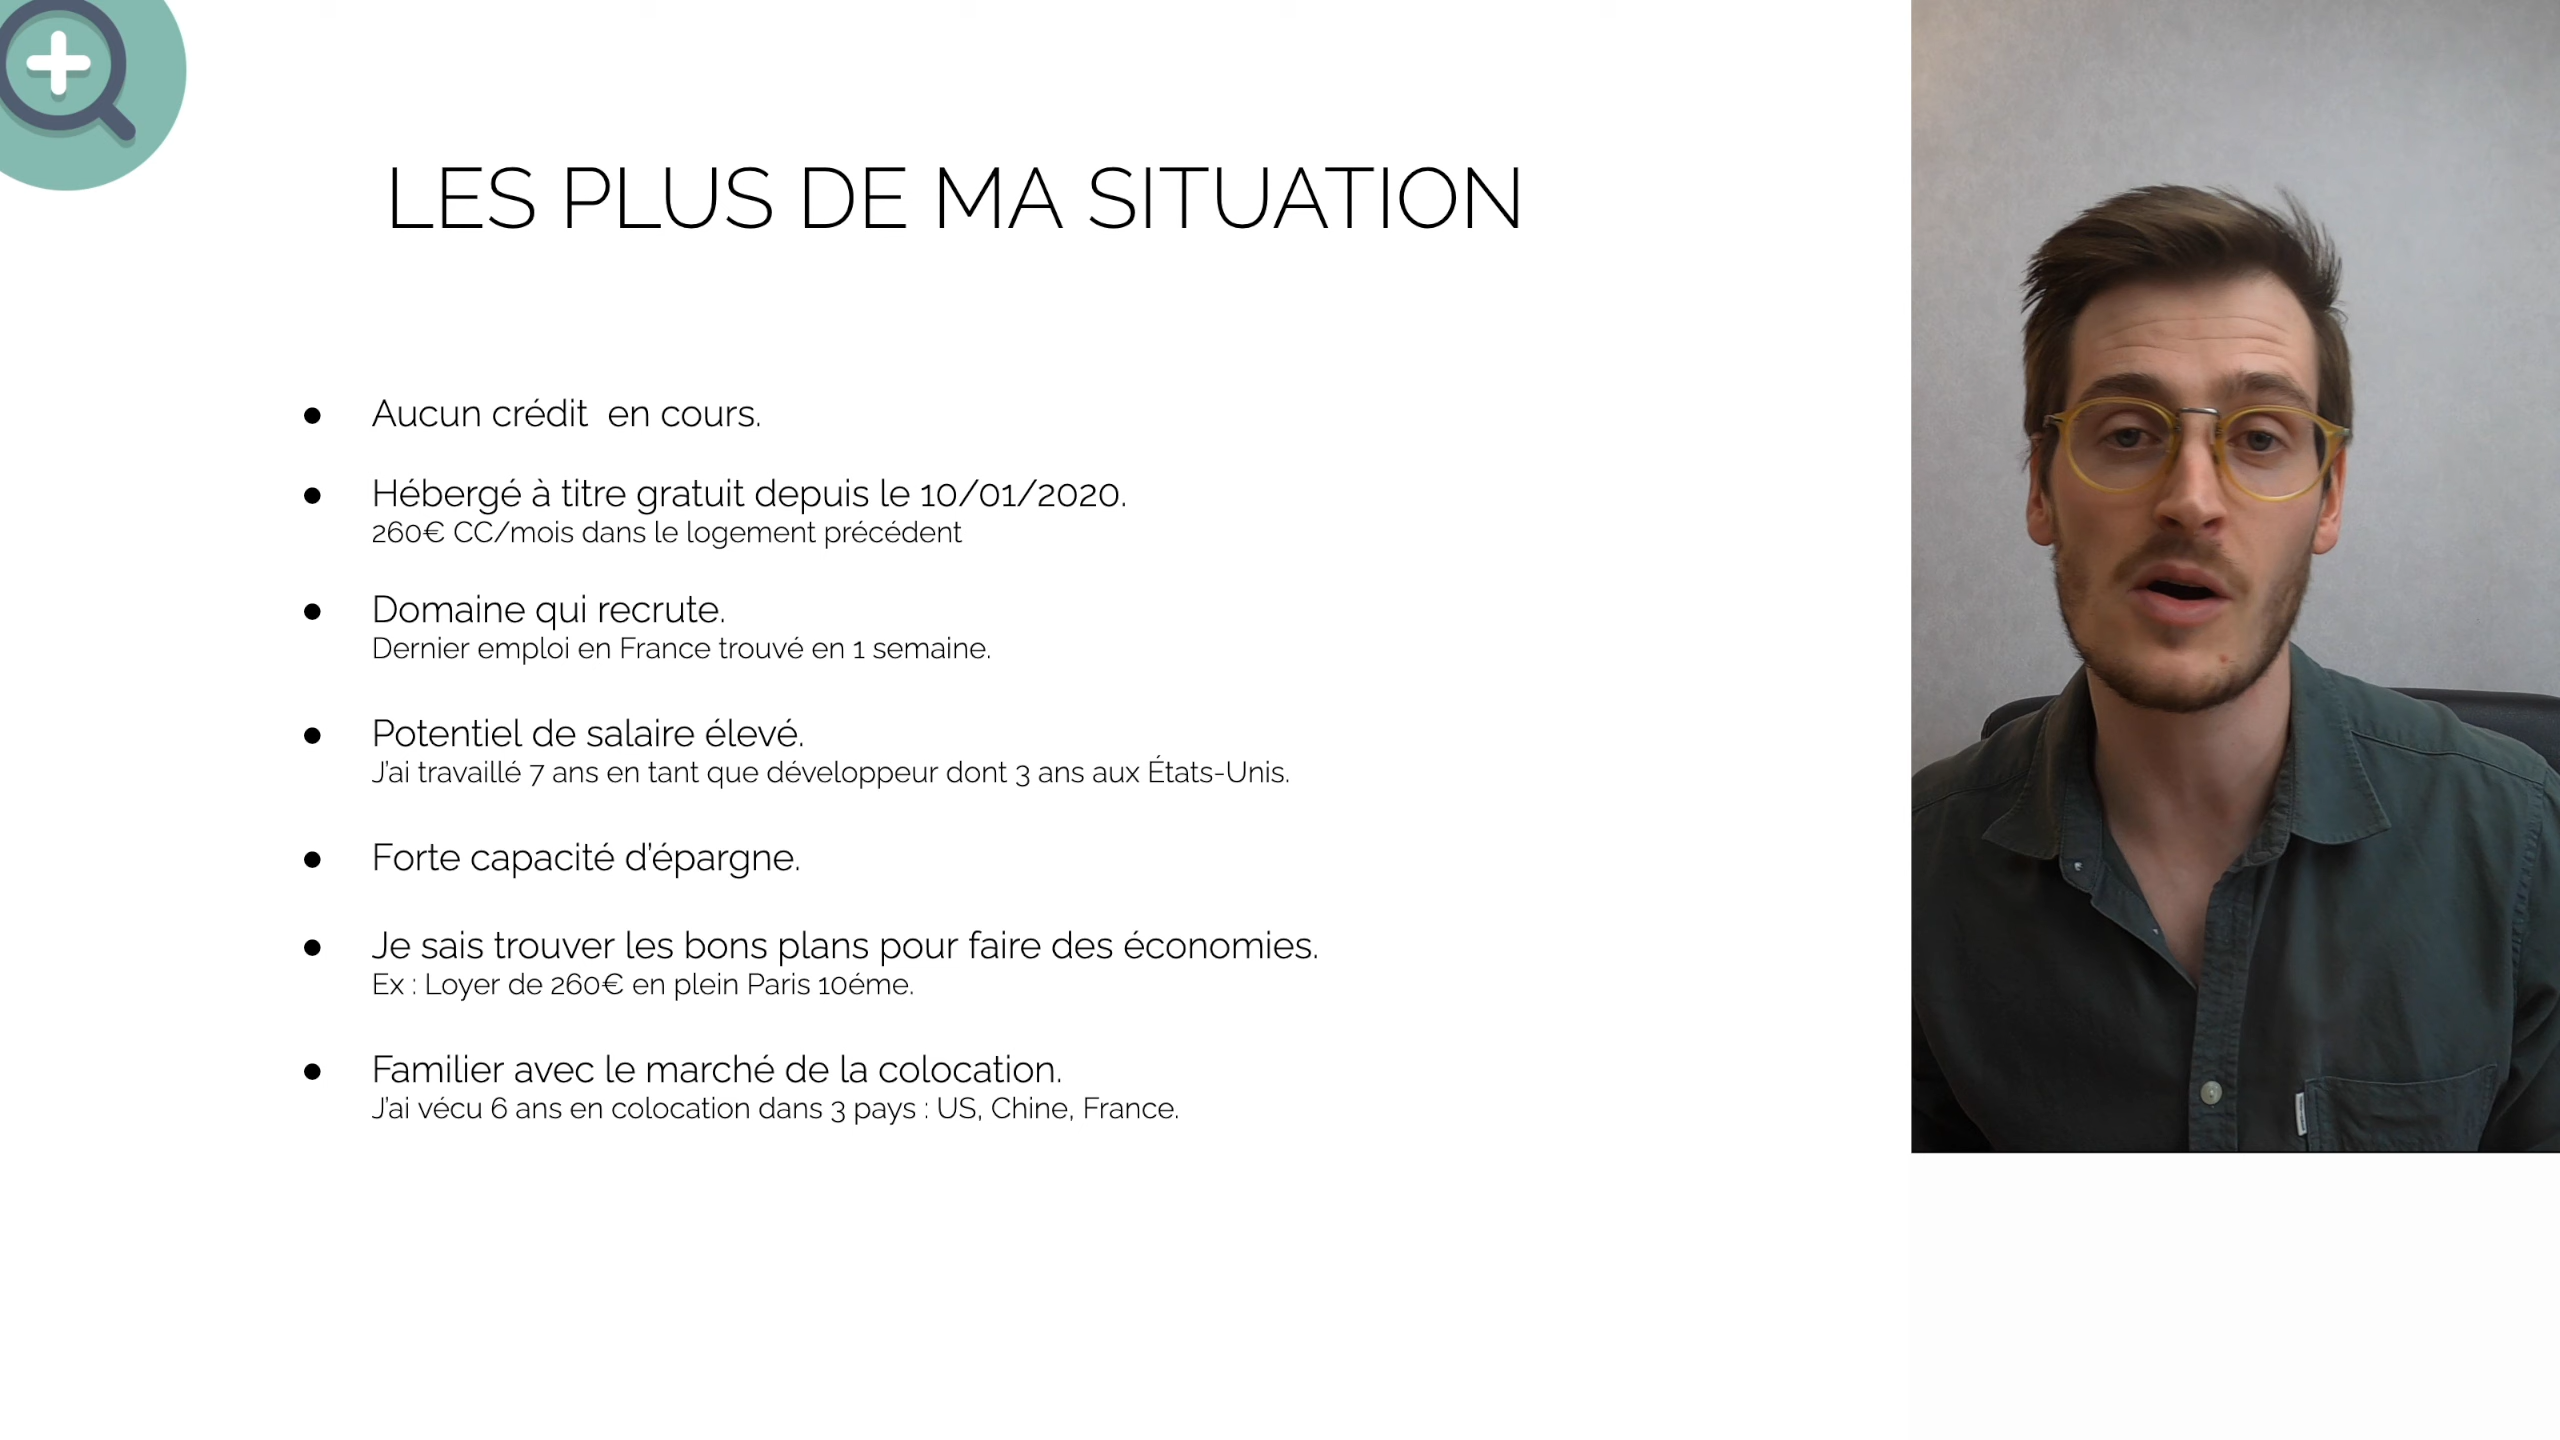 LES PLUS DE MA SITUATION
● Aucun crédit  en cours.
● Hébergé à titre gratuit depuis le 10/01/2020.
260€ CC/mois dans le logement précédent
● Domaine qui recrute.
Dernier emploi en France trouvé en 1 semaine.
● Potentiel de salaire élevé.
J'ai travaillé 7 ans en tant que développeur dont 3 ans aux États-Unis.
● Forte capacité d'épargne.
● Je sais trouver les bons plans pour faire des économies.
Ex : Loyer de 260€ en plein Paris 10éme.
● Familier avec le marché de la colocation.
J'ai vécu 6 ans en colocation dans 3 pays : US, Chine, France.